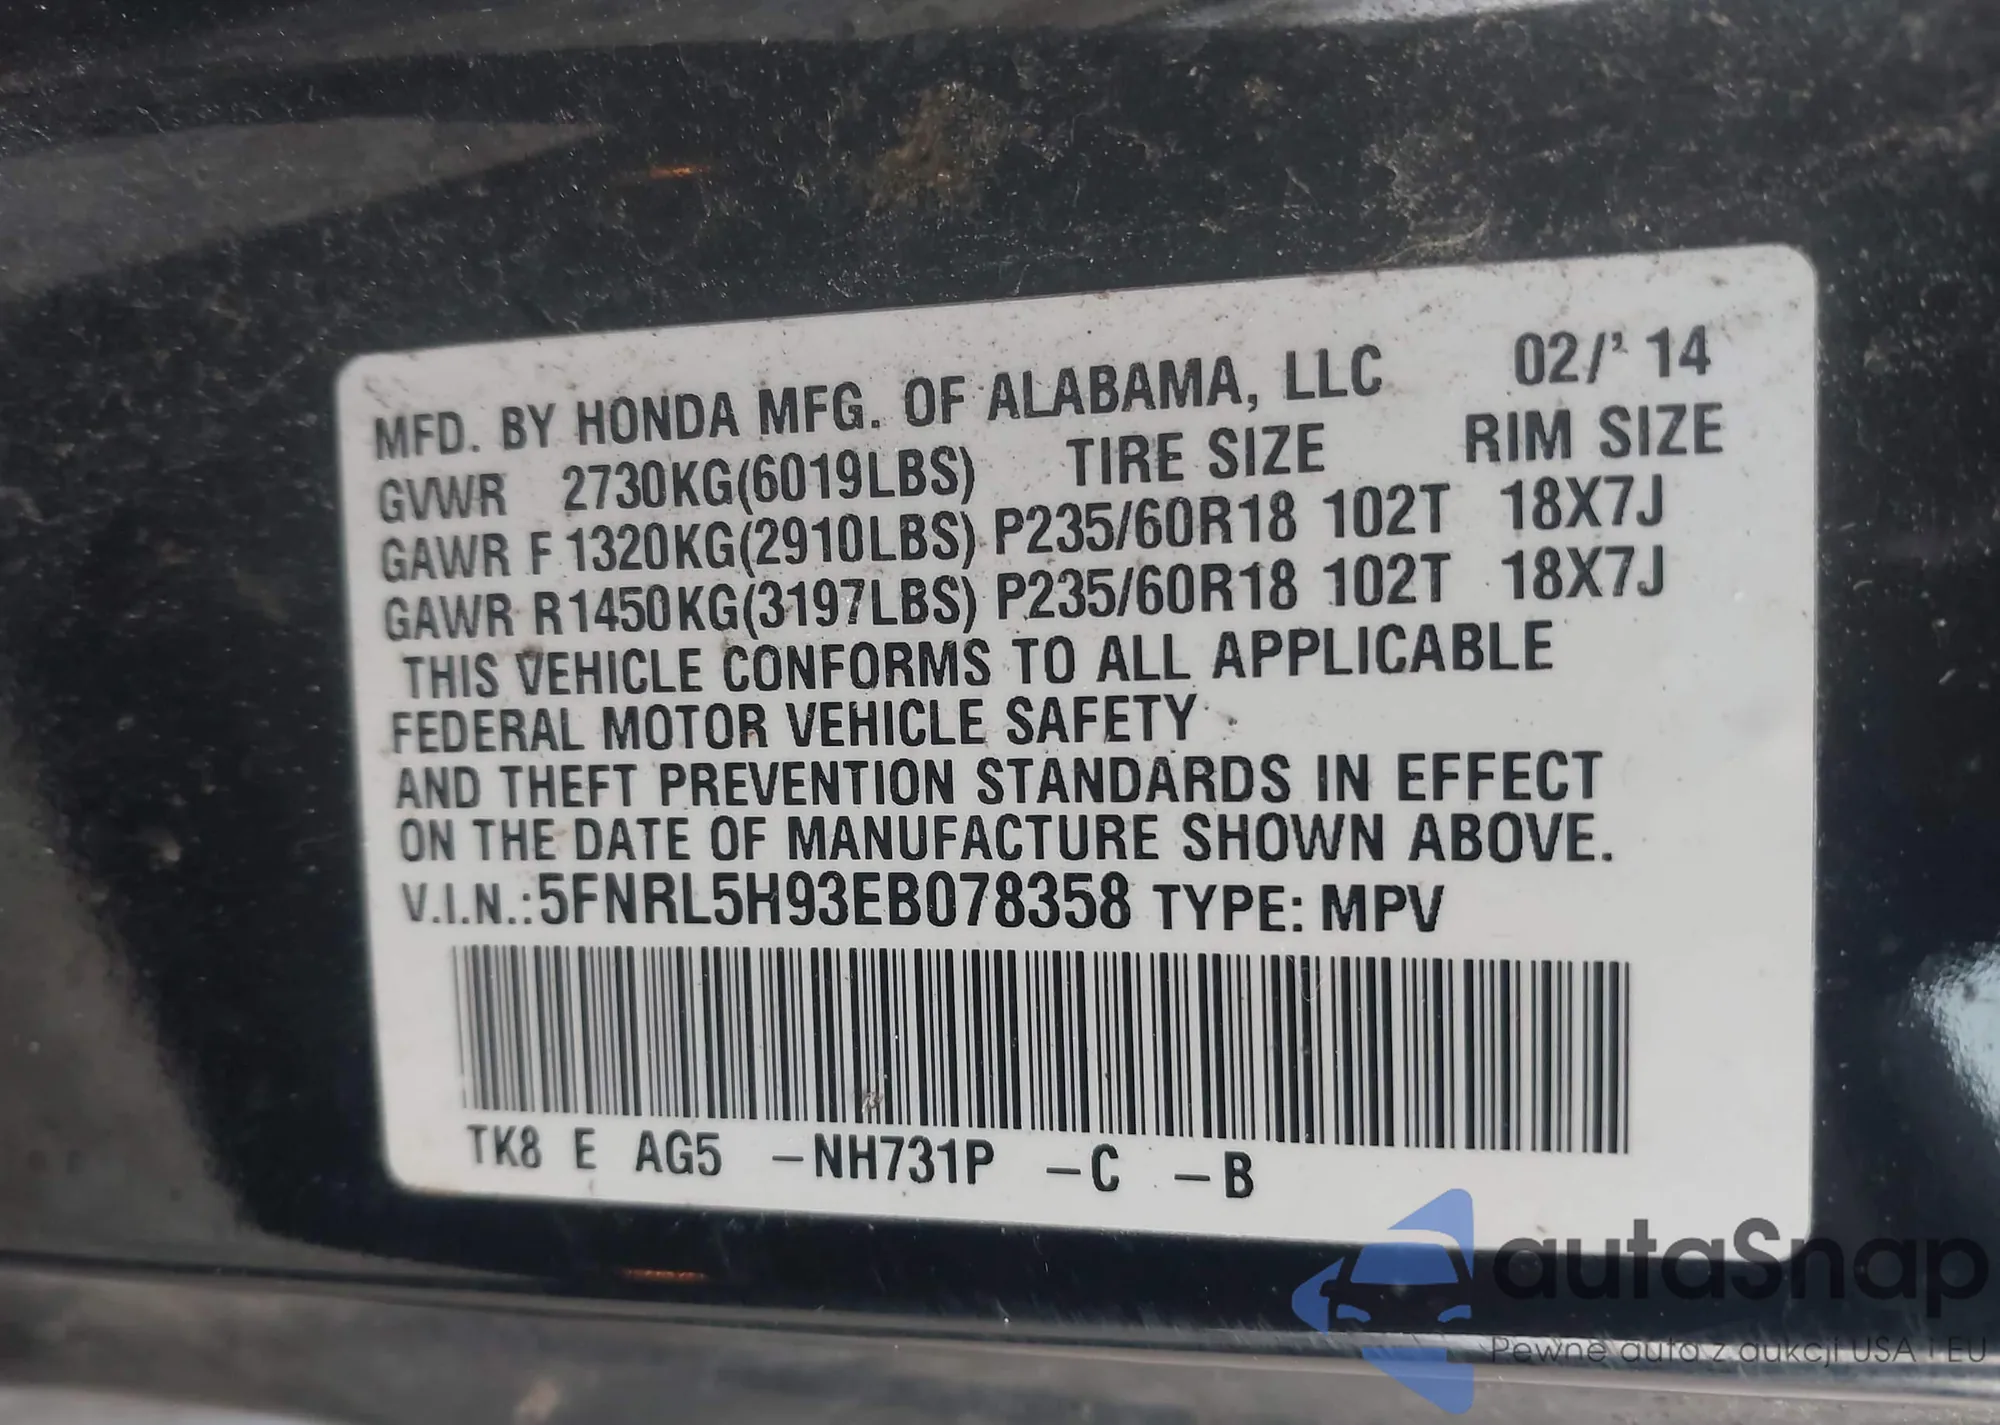 MFD. BY HONDA MFG. OF ALABAMA, LLC 02/' 14
GVWR 2730KG(6019LBS) TIRE SIZE RIM SIZE
GAWR F 1320KG(2910LBS) P235/60R18 102T 18X7J
GAWR R 1450KG(3197LBS) P235/60R18 102T 18X7J
THIS VEHICLE CONFORMS TO ALL APPLICABLE
FEDERAL MOTOR VEHICLE SAFETY
AND THEFT PREVENTION STANDARDS IN EFFECT
ON THE DATE OF MANUFACTURE SHOWN ABOVE.
V.I.N.:5FNRL5H93EB078358 TYPE: MPV
TK8 E AG5 –NH731P –C –B
autaSnap
Pewne auto z aukcji USA i EU